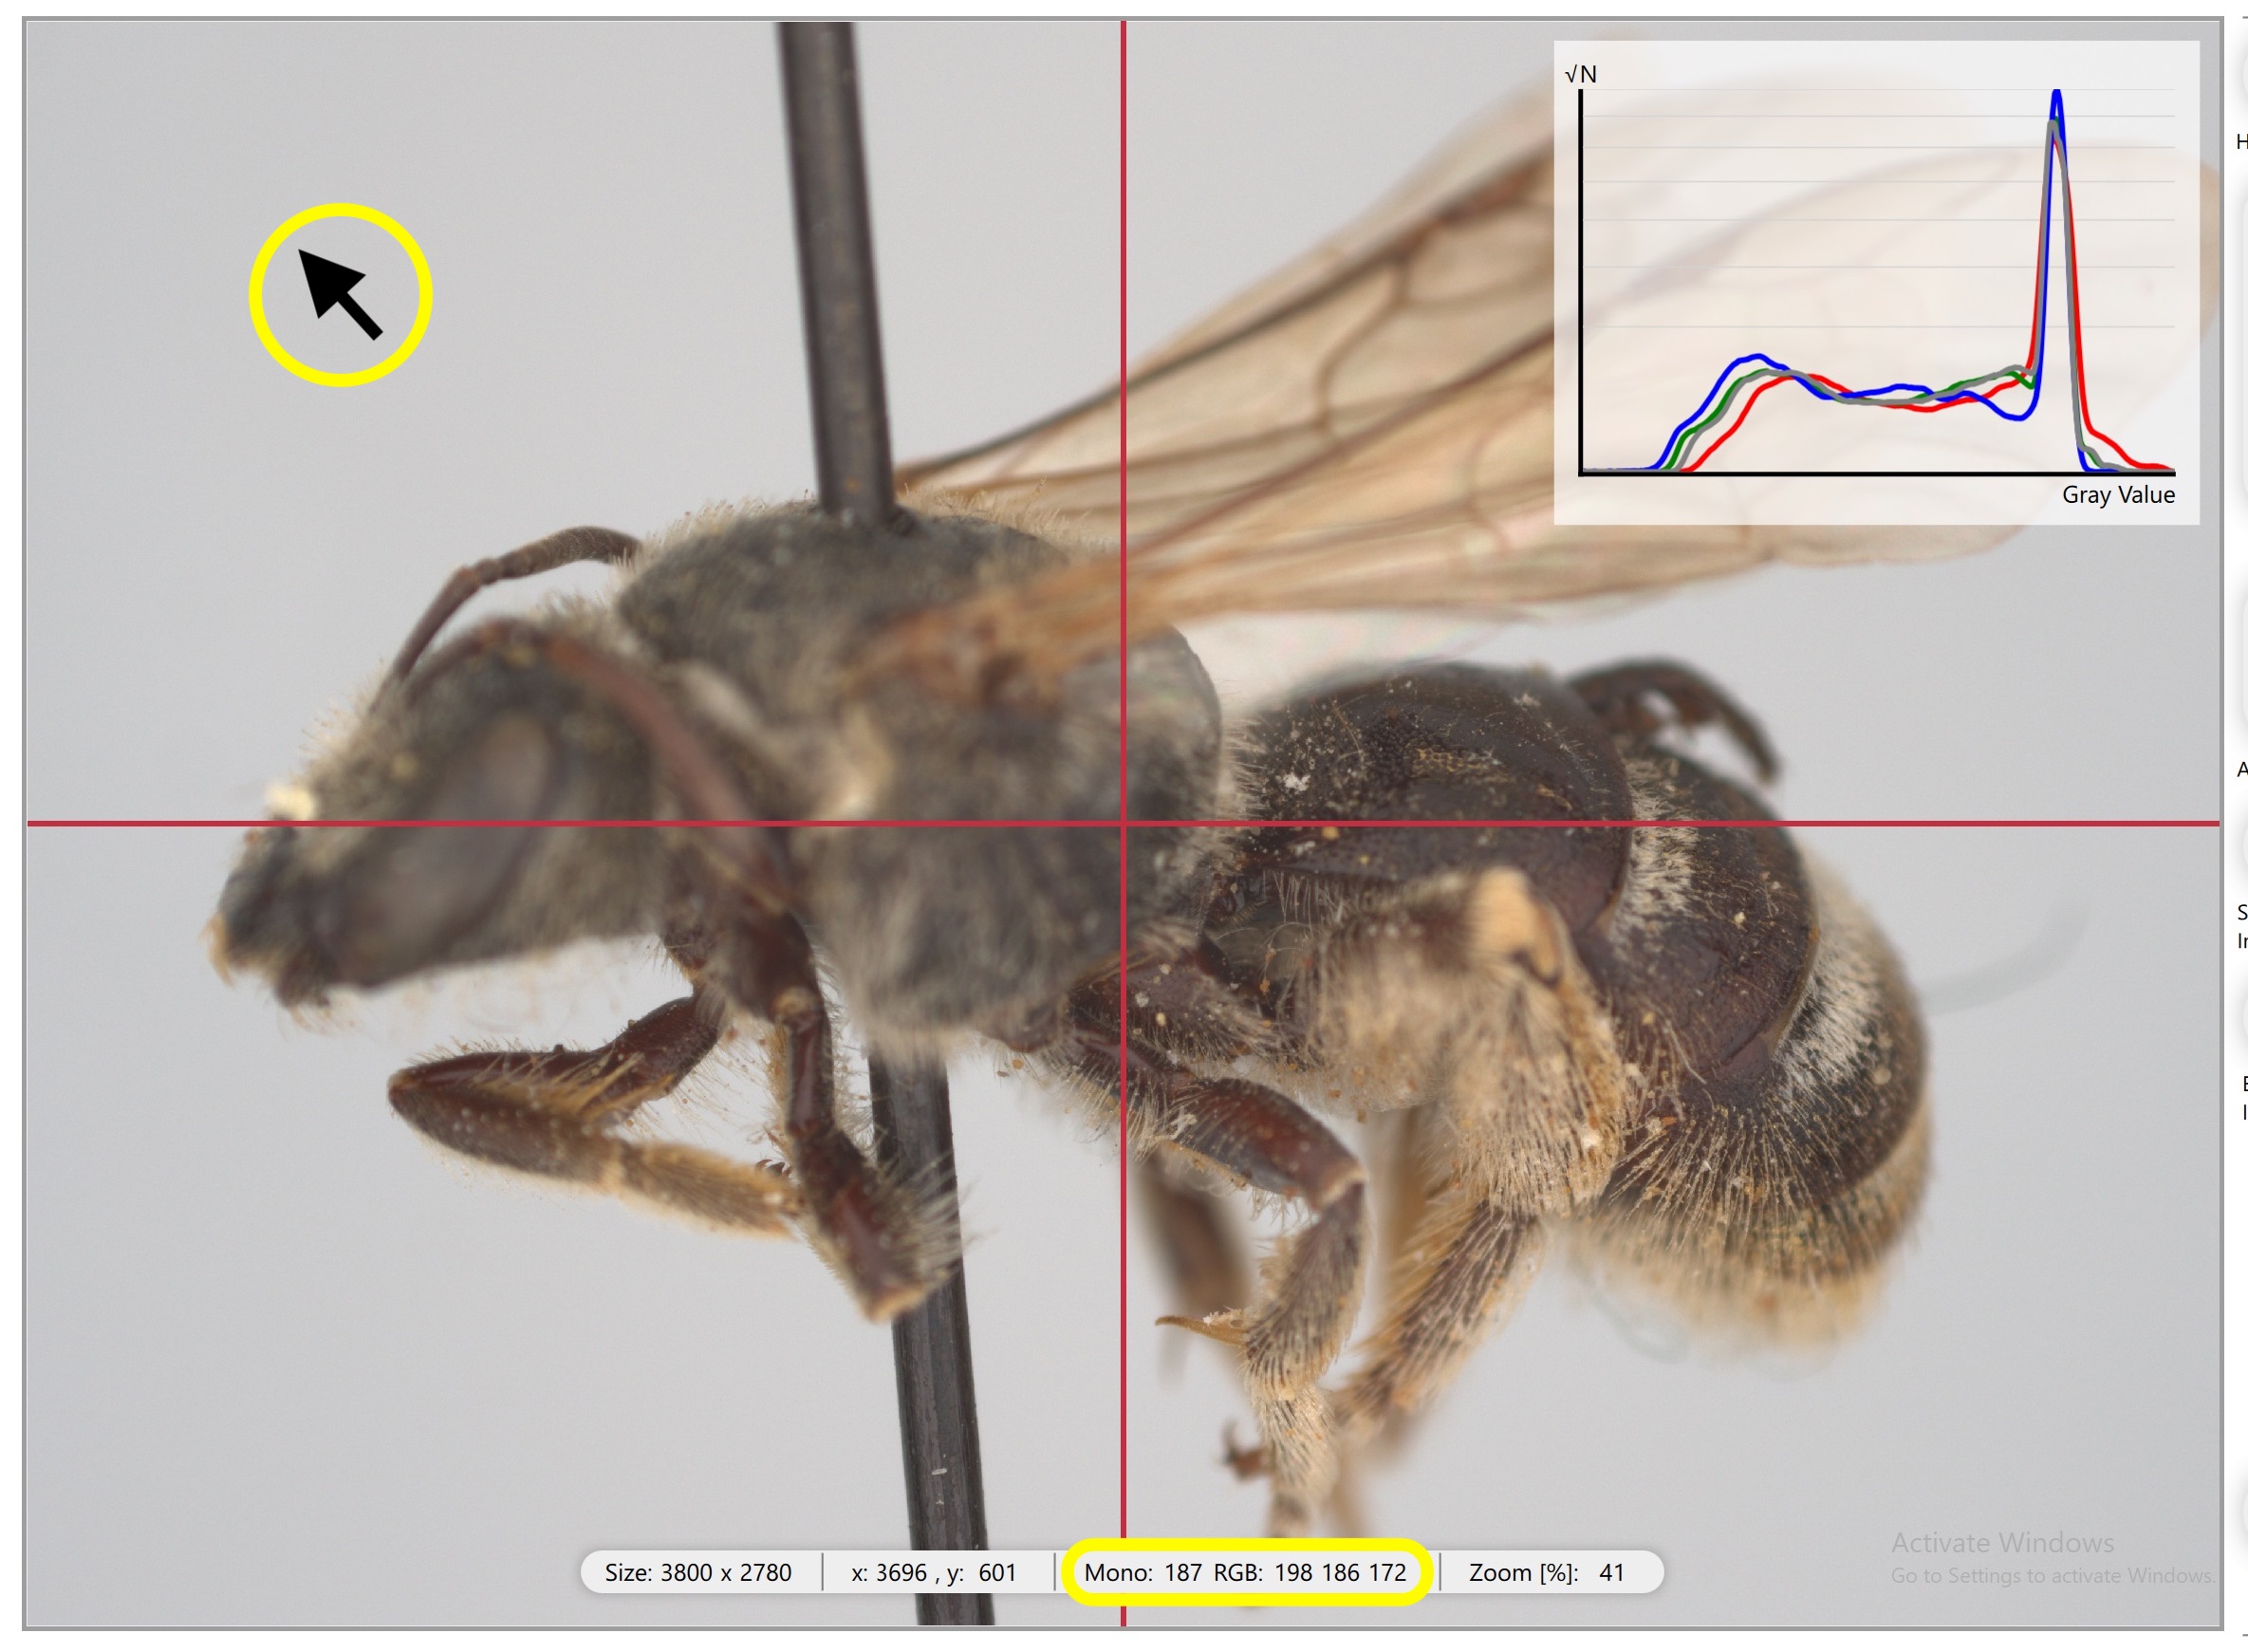 √N
Gray Value
H
A
S
Ir
E
I
Size: 3800 x 2780 x: 3696 , y: 601 Mono: 187 RGB: 198 186 172 Zoom [%]: 41
Activate Windows
Go to Settings to activate Windows.